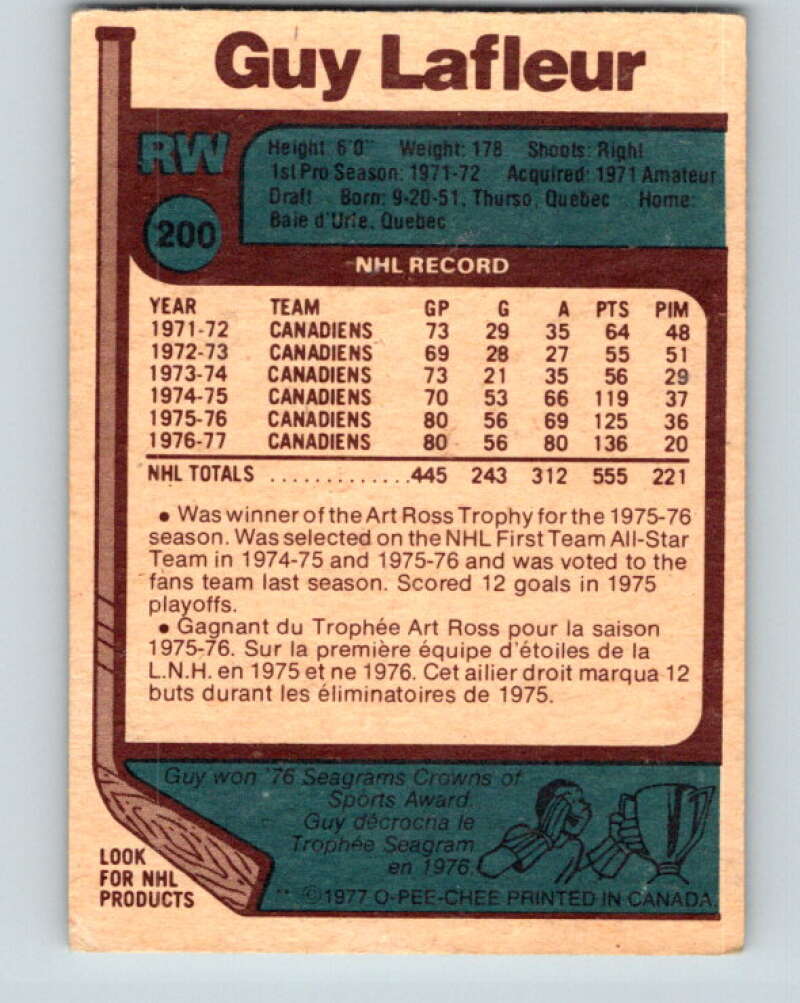 Guy Lafleur
RW
200
Height: 6'0" Weight: 178 Shoots: Right
1st Pro Season: 1971-72 Acquired: 1971 Amateur
Draft Born: 9-20-51, Thurso, Quebec Home:
Baie d'Urfe, Quebec
NHL RECORD
YEAR TEAM GP G A PTS PIM
1971-72 CANADIENS 73 29 35 64 48
1972-73 CANADIENS 69 28 27 55 51
1973-74 CANADIENS 73 21 35 56 29
1974-75 CANADIENS 70 53 66 119 37
1975-76 CANADIENS 80 56 69 125 36
1976-77 CANADIENS 80 56 80 136 20
NHL TOTALS .............445 243 312 555 221
• Was winner of the Art Ross Trophy for the 1975-76
season. Was selected on the NHL First Team All-Star
Team in 1974-75 and 1975-76 and was voted to the
fans team last season. Scored 12 goals in 1975
playoffs.
• Gagnant du Trophée Art Ross pour la saison
1975-76. Sur la première équipe d'étoiles de la
L.N.H. en 1975 et ne 1976. Cet ailier droit marqua 12
buts durant les éliminatoires de 1975.
Guy won '76 Seagrams Crowns of
Sports Award.
Guy décrocha le
Trophée Seagram
en 1976.
LOOK
FOR NHL
PRODUCTS
** ©1977 O-PEE-CHEE PRINTED IN CANADA